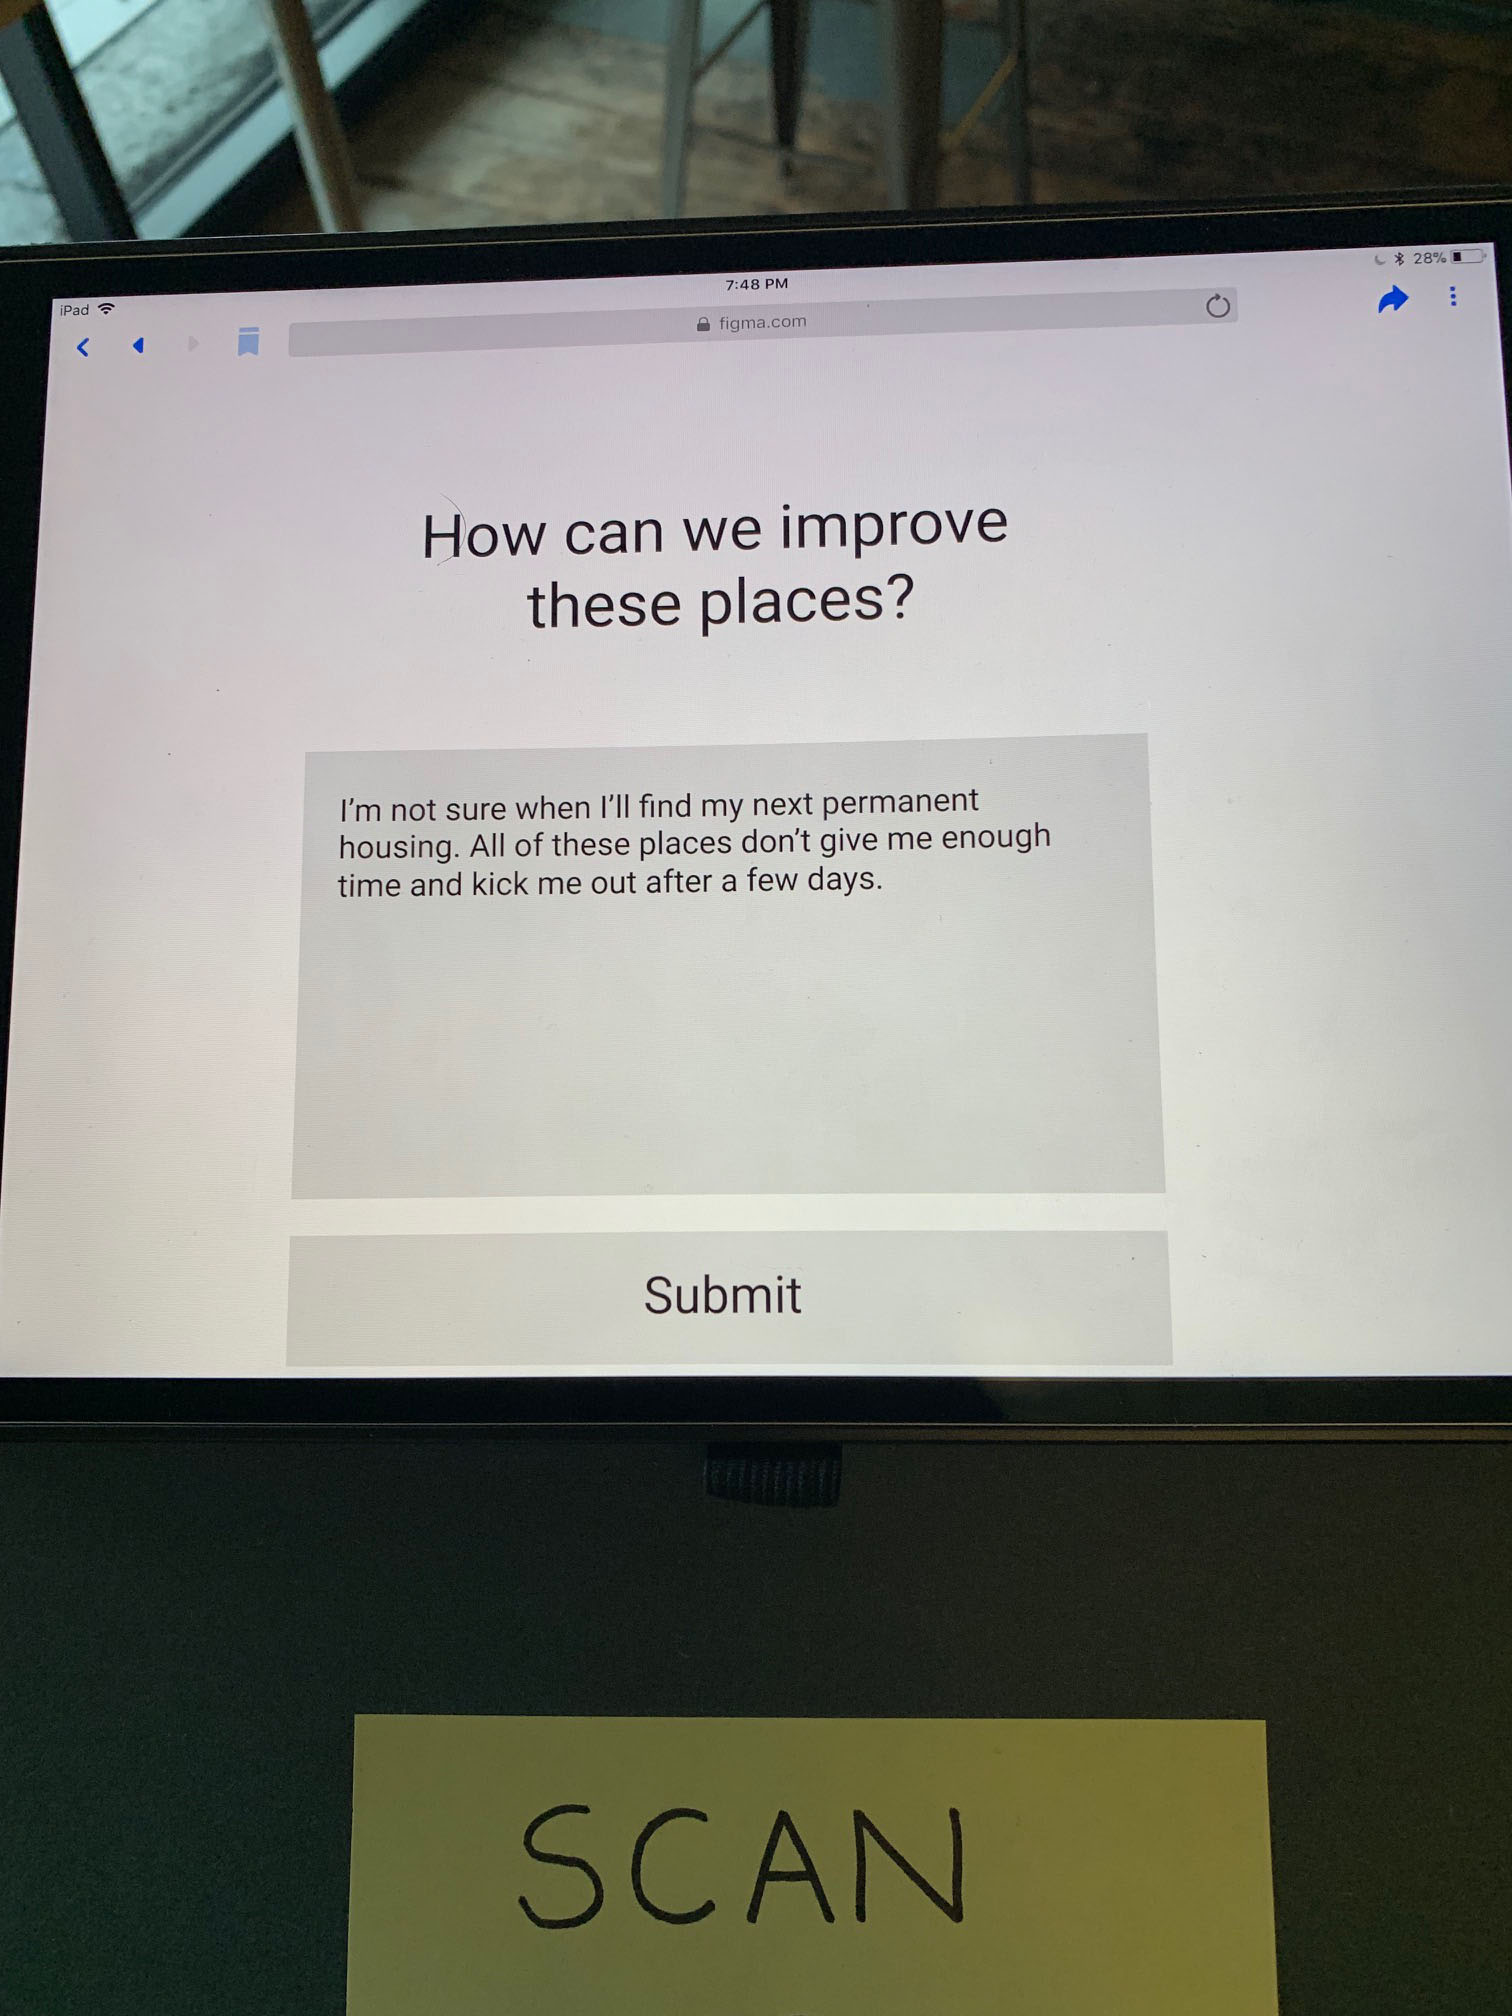 iPad
7:48 PM
28%
figma.com
How can we improve
these places?
I'm not sure when I'll find my next permanent
housing. All of these places don't give me enough
time and kick me out after a few days.
Submit
SCAN